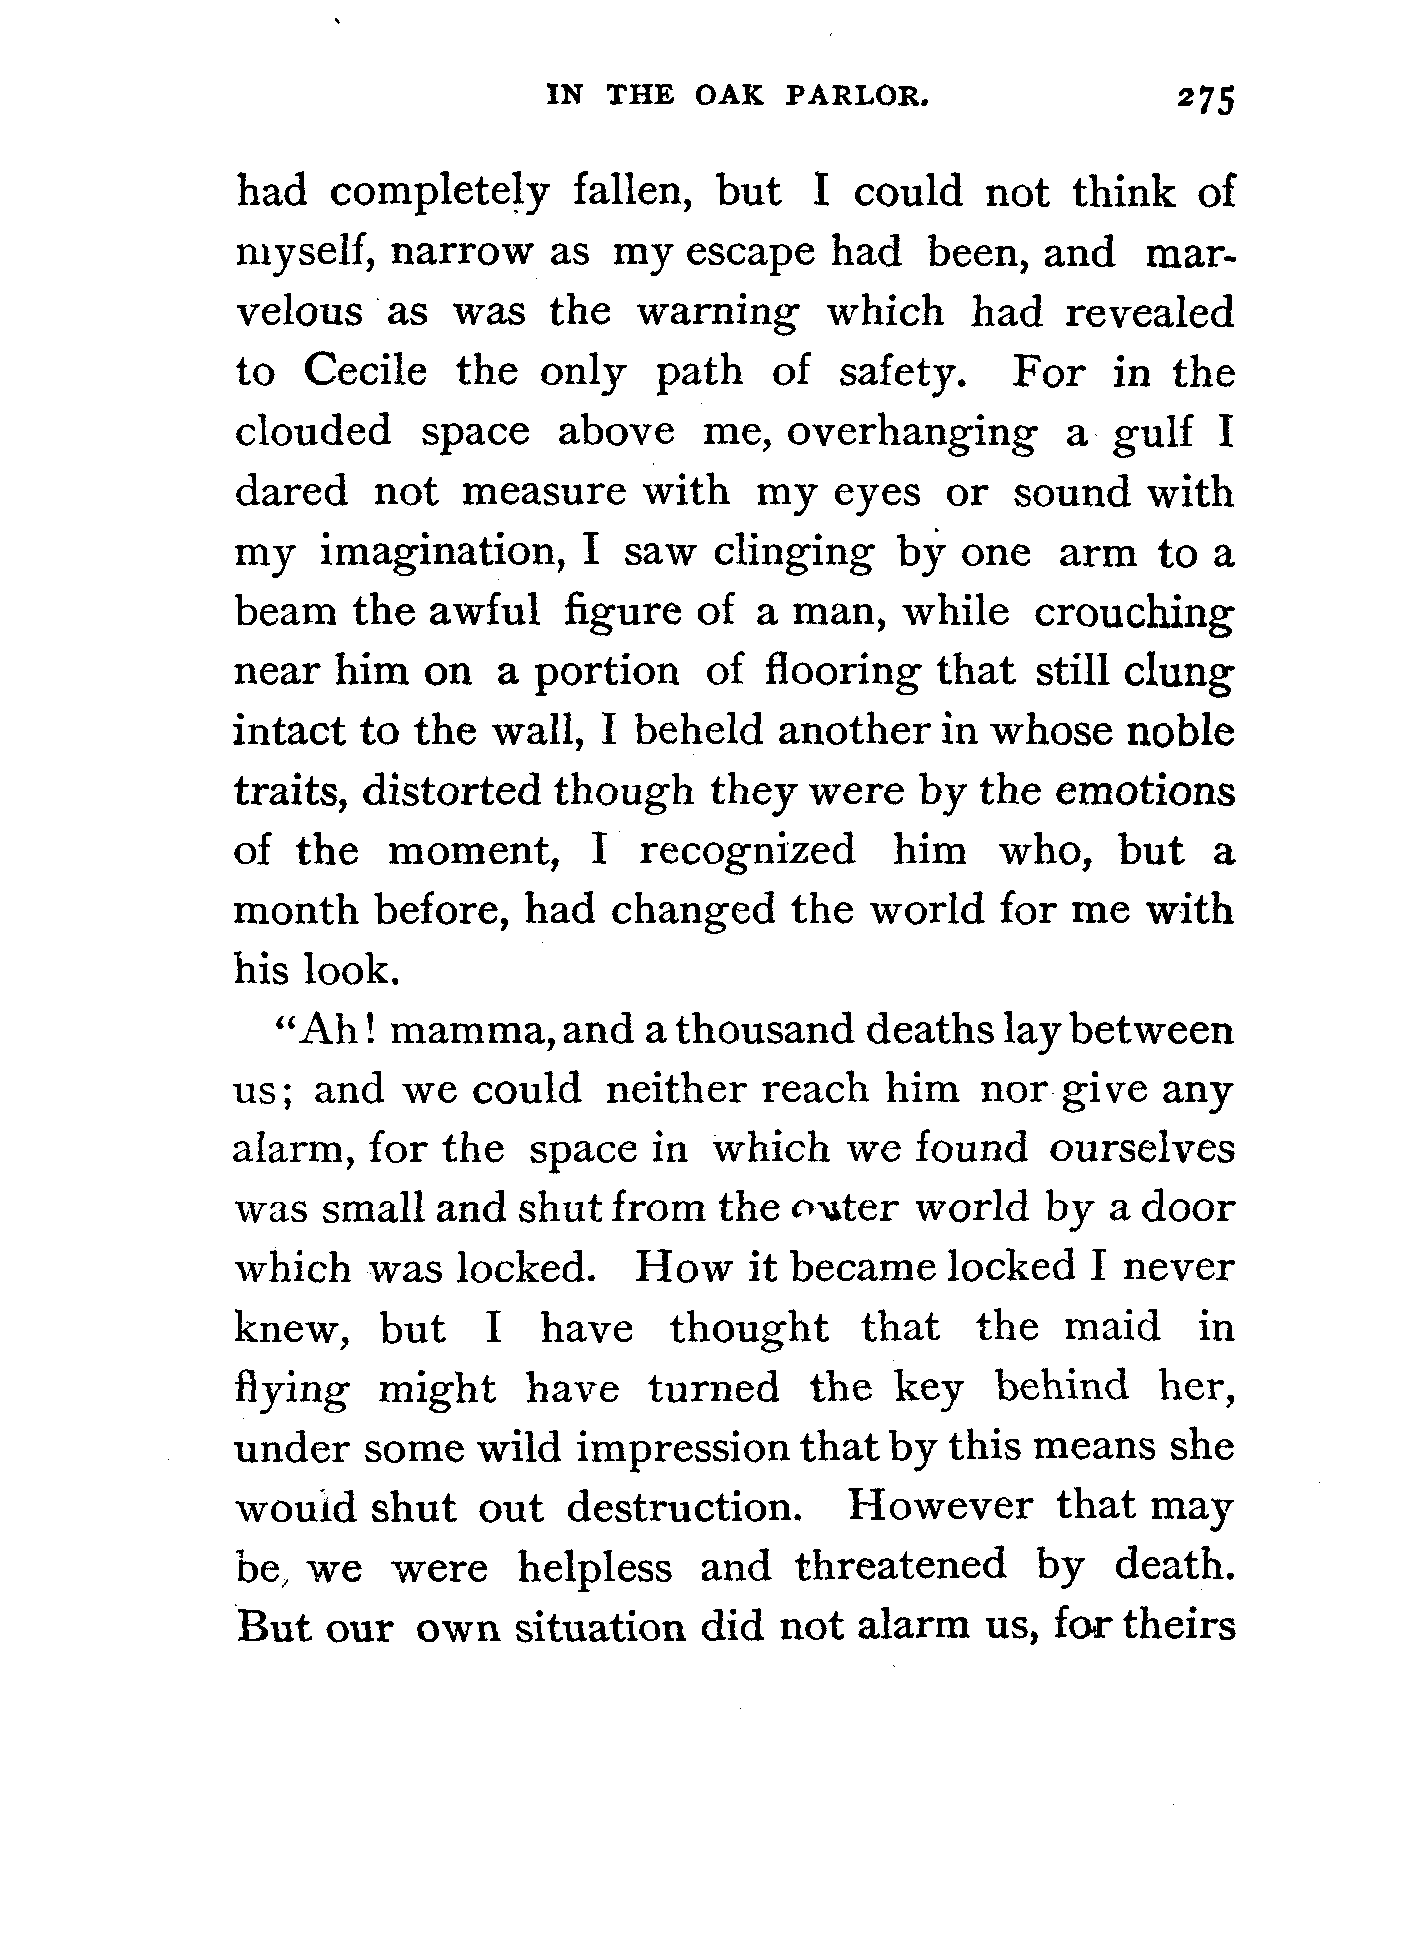 IN THE OAK PARLOR. 275
had completely fallen, but I could not think of
myself, narrow as my escape had been, and mar-
velous as was the warning which had revealed
to Cecile the only path of safety. For in the
clouded space above me, overhanging a gulf I
dared not measure with my eyes or sound with
my imagination, I saw clinging by one arm to a
beam the awful figure of a man, while crouching
near him on a portion of flooring that still clung
intact to the wall, I beheld another in whose noble
traits, distorted though they were by the emotions
of the moment, I recognized him who, but a
month before, had changed the world for me with
his look.
"Ah! mamma, and a thousand deaths lay between
us; and we could neither reach him nor give any
alarm, for the space in which we found ourselves
was small and shut from the outer world by a door
which was locked. How it became locked I never
knew, but I have thought that the maid in
flying might have turned the key behind her,
under some wild impression that by this means she
would shut out destruction. However that may
be, we were helpless and threatened by death.
But our own situation did not alarm us, for theirs